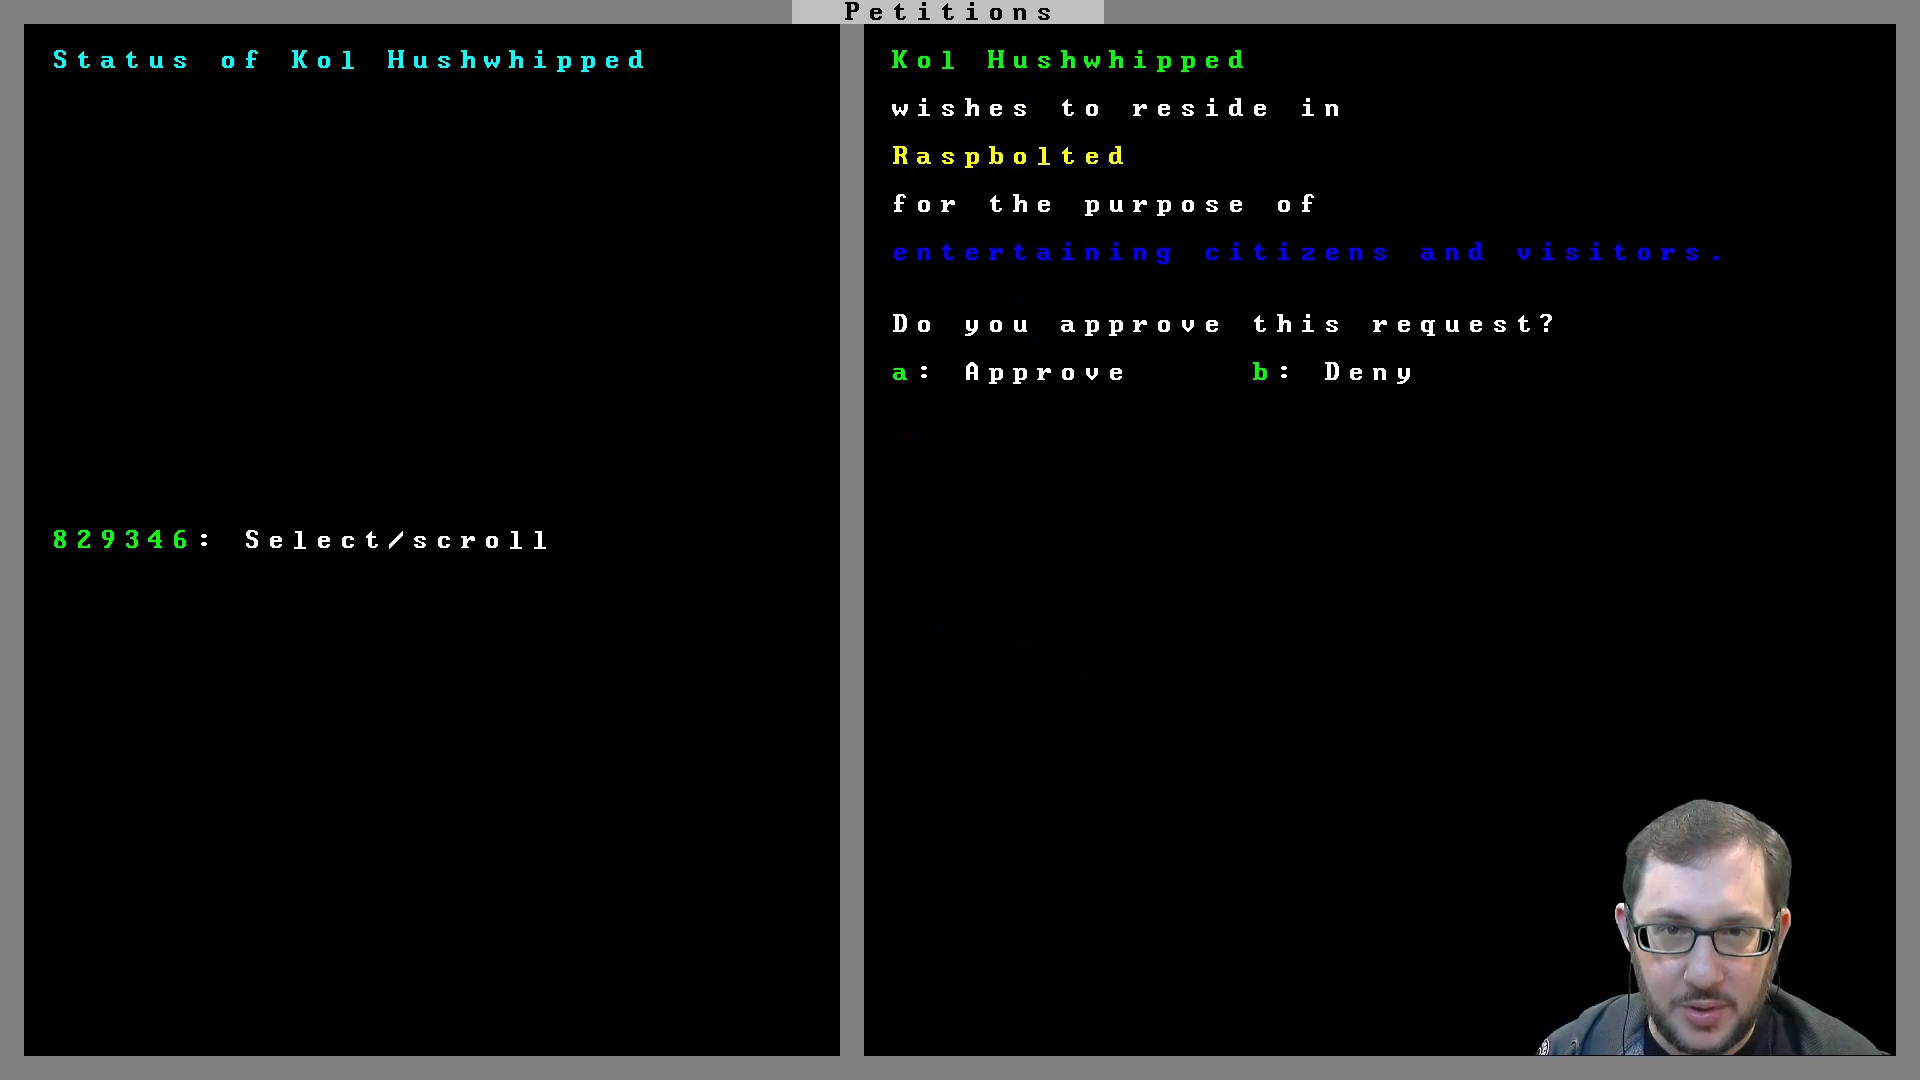 Petitions
Status of Kol Hushwhipped
829346: Select/scroll
Kol Hushwhipped
wishes to reside in
Raspbolted
for the purpose of
entertaining citizens and visitors.
Do you approve this request?
a: Approve b: Deny